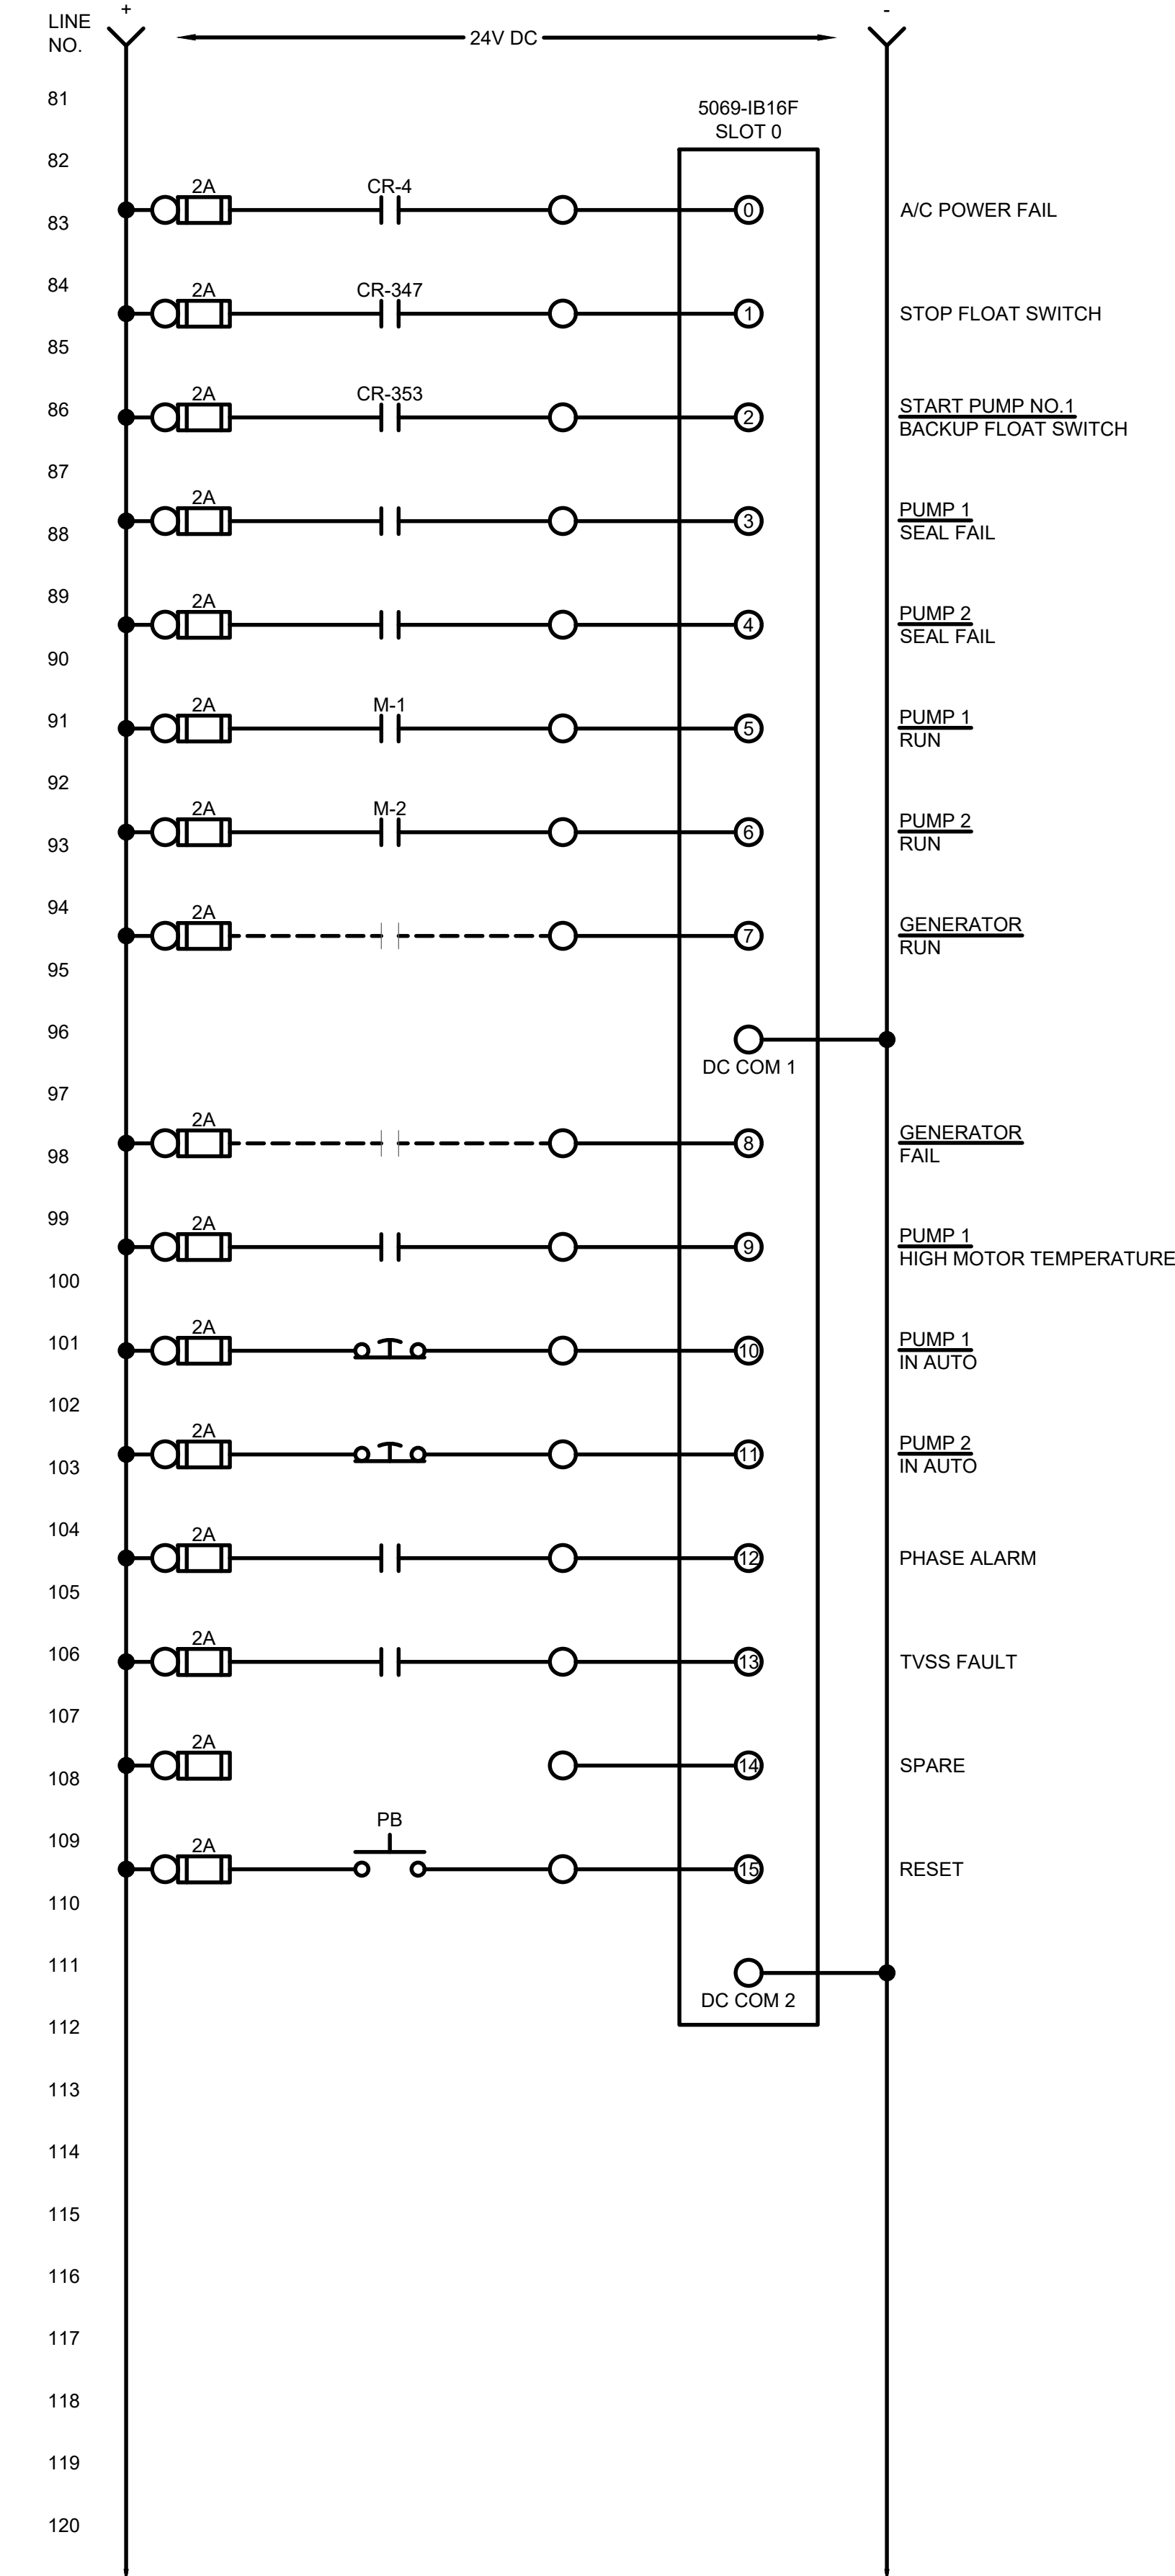 LINE
NO.
+
24V DC
-
81
5069-IB16F
SLOT 0
82
2A
CR-4
0
A/C POWER FAIL
83
84
2A
CR-347
1
STOP FLOAT SWITCH
85
86
2A
CR-353
2
START PUMP NO.1
BACKUP FLOAT SWITCH
87
2A
3
PUMP 1
SEAL FAIL
88
89
2A
4
PUMP 2
SEAL FAIL
90
91
2A
M-1
5
PUMP 1
RUN
92
2A
M-2
6
PUMP 2
RUN
93
94
2A
7
GENERATOR
RUN
95
96
DC COM 1
97
2A
8
GENERATOR
FAIL
98
99
2A
9
PUMP 1
HIGH MOTOR TEMPERATURE
100
101
2A
10
PUMP 1
IN AUTO
102
2A
11
PUMP 2
IN AUTO
103
104
2A
12
PHASE ALARM
105
106
2A
13
TVSS FAULT
107
2A
14
SPARE
108
109
2A
PB
15
RESET
110
111
DC COM 2
112
113
114
115
116
117
118
119
120